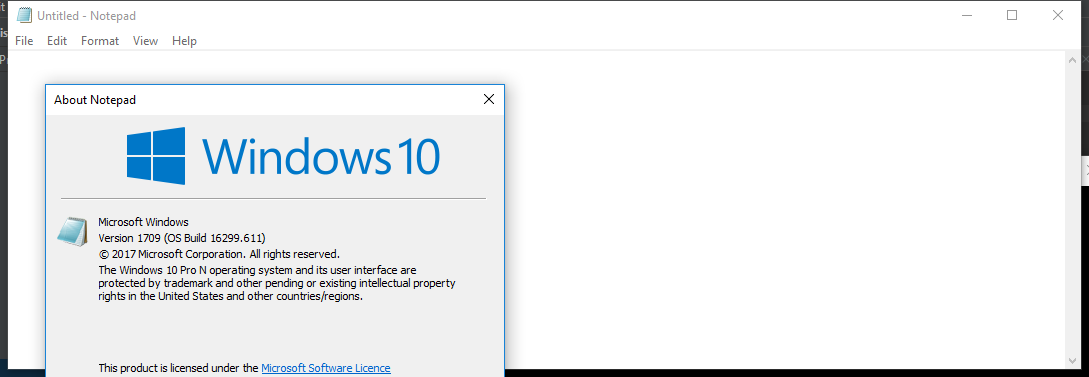 Untitled - Notepad
File Edit Format View Help
About Notepad
Windows 10
Microsoft Windows
Version 1709 (OS Build 16299.611)
© 2017 Microsoft Corporation. All rights reserved.
The Windows 10 Pro N operating system and its user interface are
protected by trademark and other pending or existing intellectual property
rights in the United States and other countries/regions.
This product is licensed under the Microsoft Software Licence